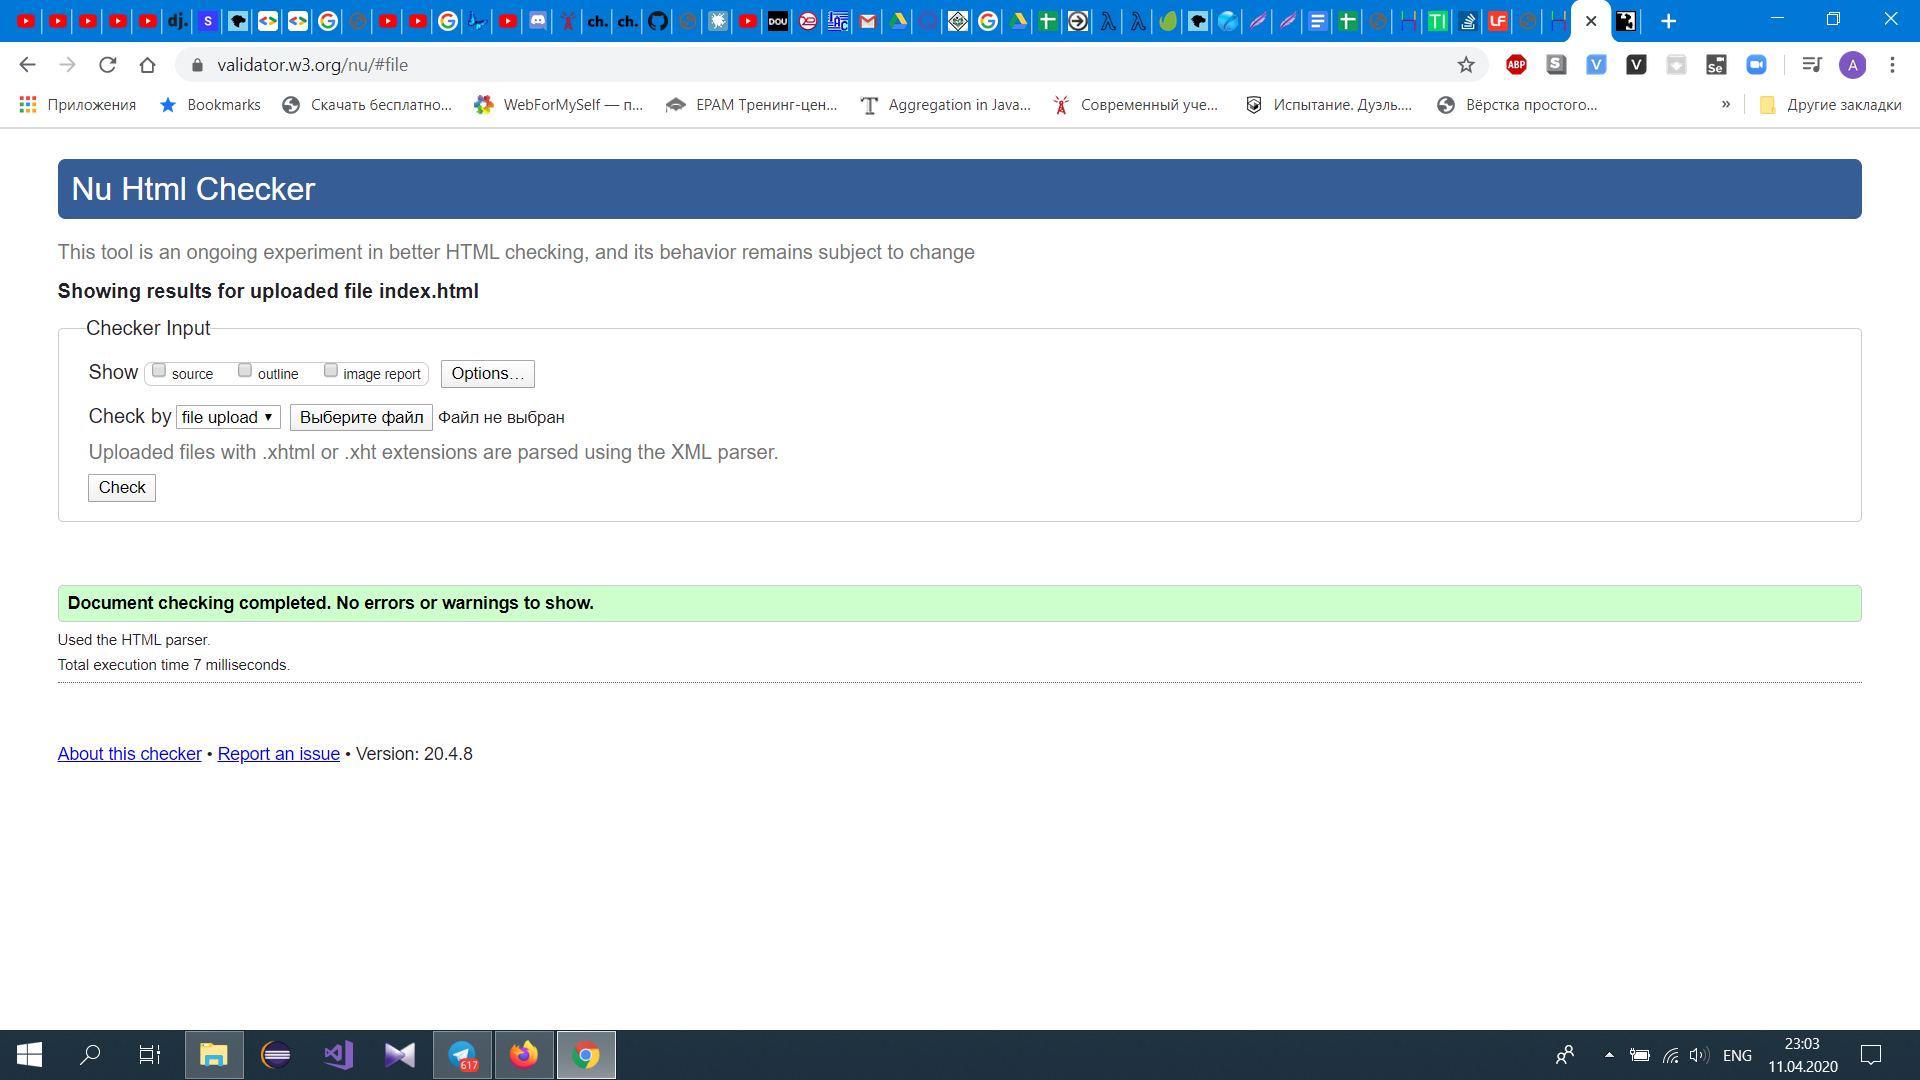 dj.
S
ch.
ch.
DOU
TI
LF
validator.w3.org/nu/#file
ABP
S
V
V
Se
A
Приложения
Bookmarks
Скачать бесплатно...
WebForMySelf — п...
EPAM Тренинг-цен...
Aggregation in Java...
Современный уче...
Испытание. Дуэль....
Вёрстка простого...
»
Другие закладки
Nu Html Checker
This tool is an ongoing experiment in better HTML checking, and its behavior remains subject to change
Showing results for uploaded file index.html
Checker Input
Show source outline image report Options...
Check by file upload Выберите файл Файл не выбран
Uploaded files with .xhtml or .xht extensions are parsed using the XML parser.
Check
Document checking completed. No errors or warnings to show.
Used the HTML parser.
Total execution time 7 milliseconds.
About this checker • Report an issue • Version: 20.4.8
617
ENG
23:03
11.04.2020